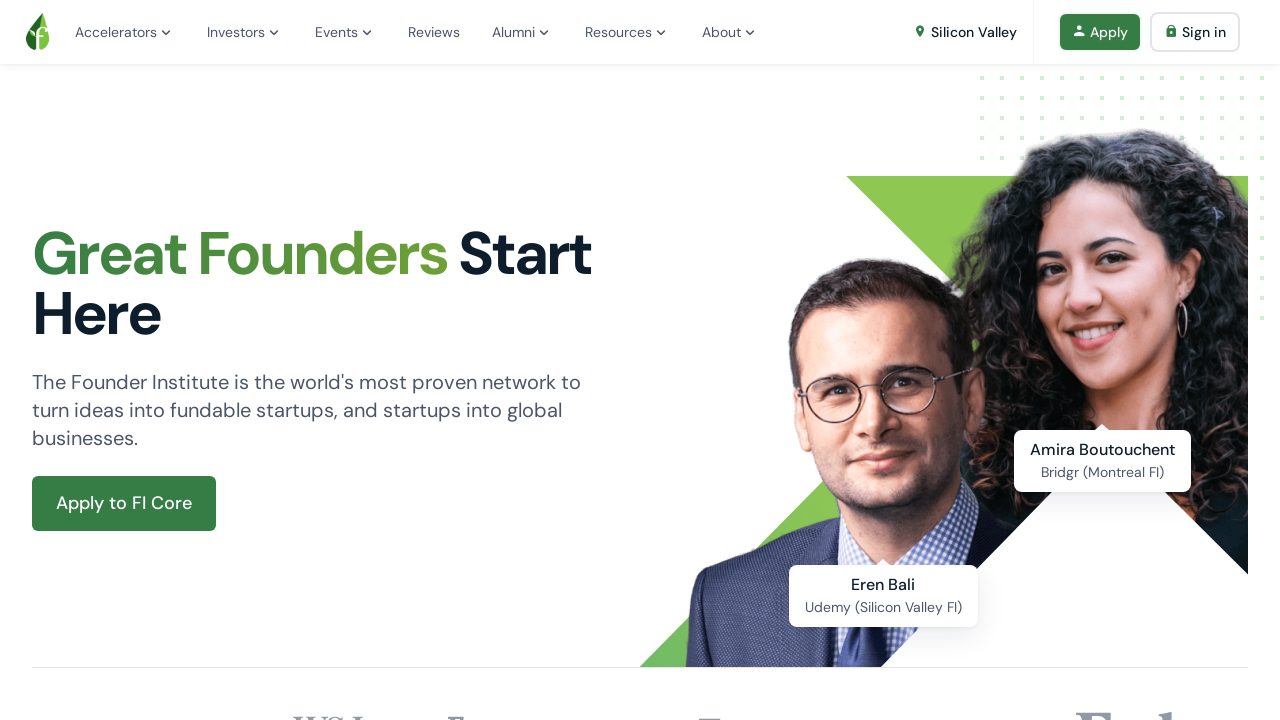 Accelerators
Investors
Events
Reviews
Alumni
Resources
About
Silicon Valley
Apply
Sign in
Great Founders Start
Here
The Founder Institute is the world's most proven network to
turn ideas into fundable startups, and startups into global
businesses.
Apply to FI Core
Amira Boutouchent
Bridgr (Montreal FI)
Eren Bali
Udemy (Silicon Valley FI)